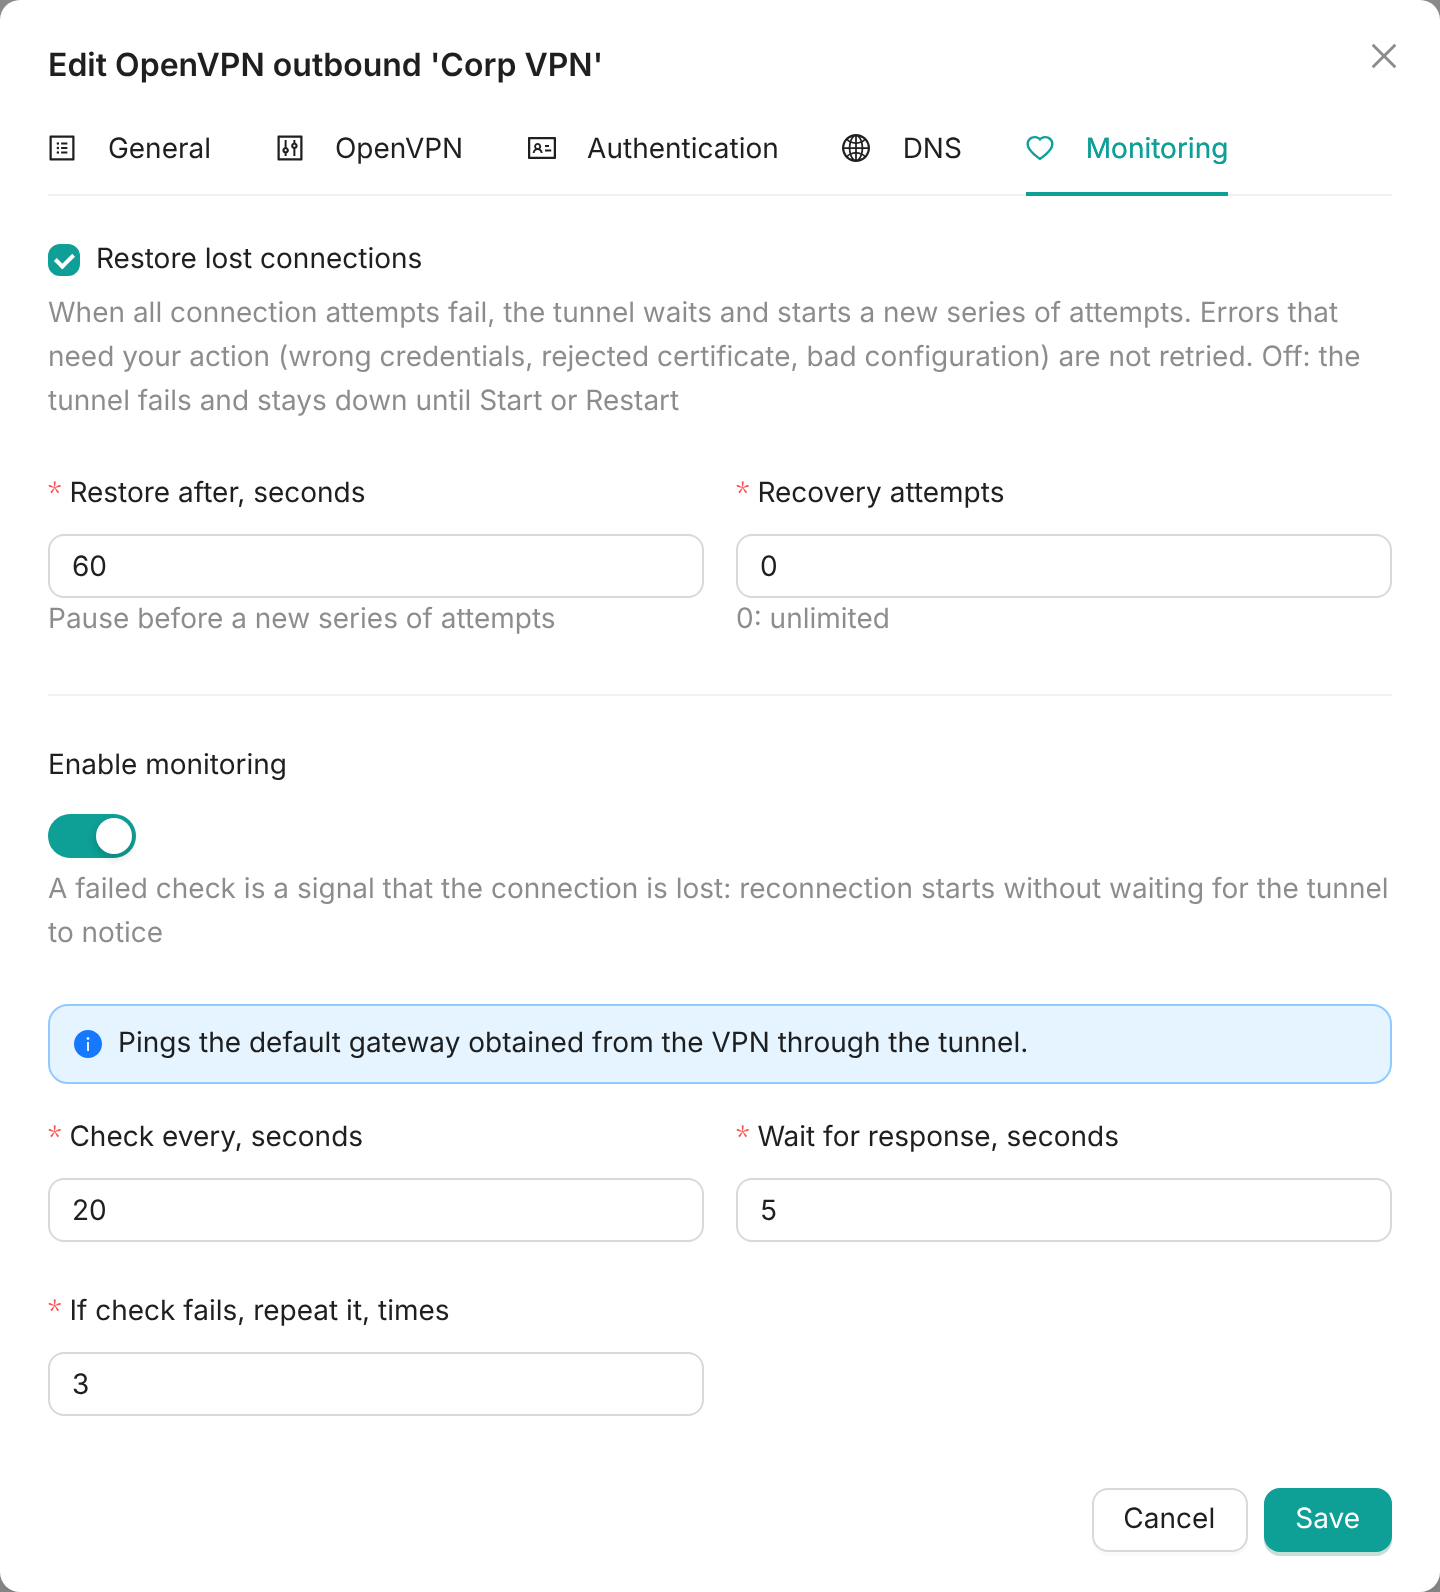 Edit OpenVPN outbound 'Corp VPN'
General OpenVPN Authentication DNS Monitoring
Restore lost connections
When all connection attempts fail, the tunnel waits and starts a new series of attempts. Errors that
need your action (wrong credentials, rejected certificate, bad configuration) are not retried. Off: the
tunnel fails and stays down until Start or Restart
* Restore after, seconds * Recovery attempts
60 0
Pause before a new series of attempts 0: unlimited
Enable monitoring
A failed check is a signal that the connection is lost: reconnection starts without waiting for the tunnel
to notice
Pings the default gateway obtained from the VPN through the tunnel.
* Check every, seconds * Wait for response, seconds
20 5
* If check fails, repeat it, times
3
Cancel Save